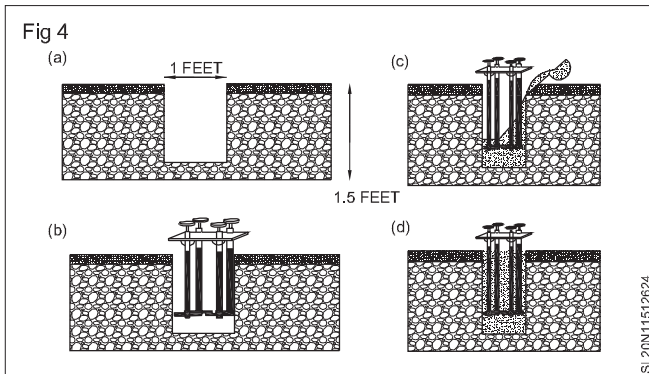 Fig 4
(a)
1 FEET
1.5 FEET
(b)
(c)
(d)
SL20N11512624